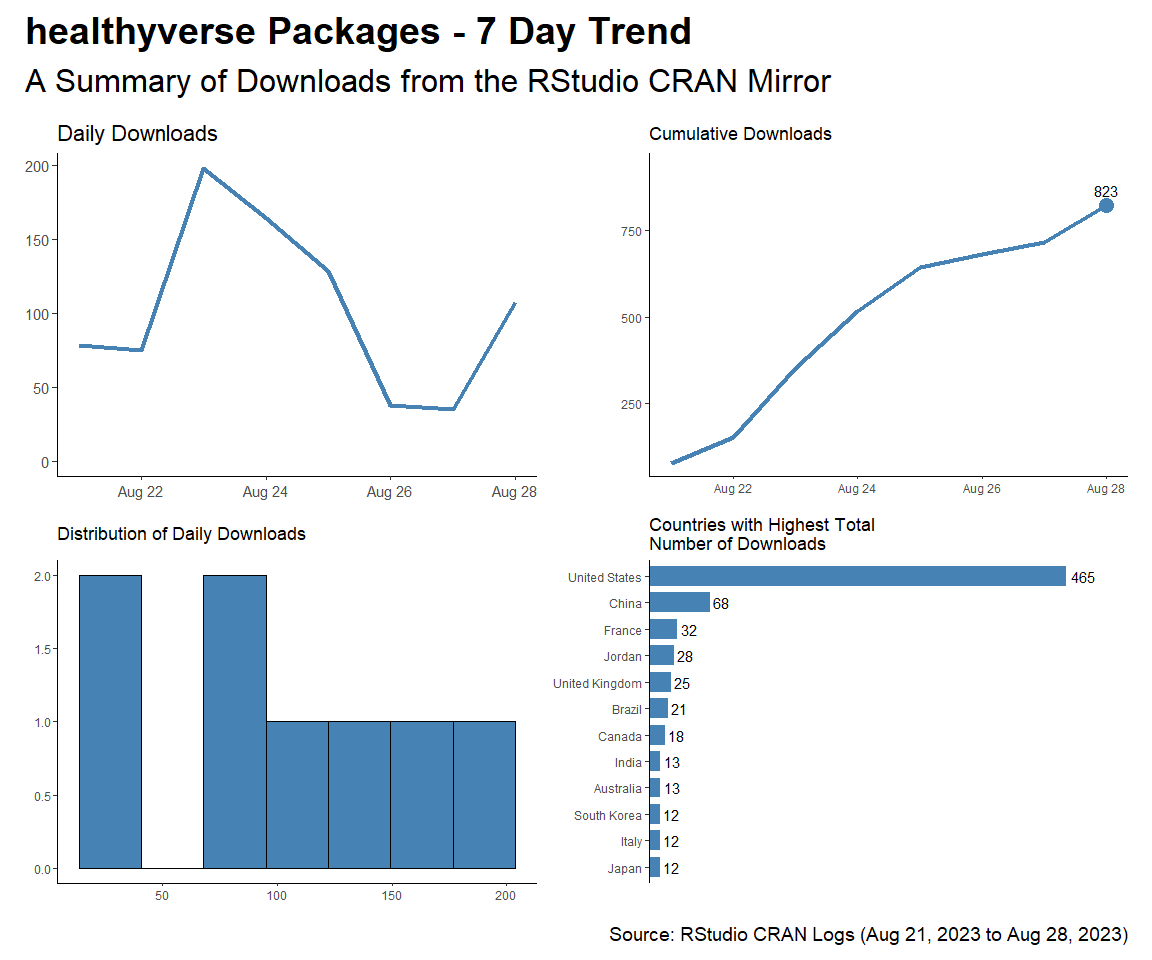 healthyverse Packages - 7 Day Trend
A Summary of Downloads from the RStudio CRAN Mirror
Daily Downloads
200
150
100
50
0
Aug 22
Aug 24
Aug 26
Aug 28
Cumulative Downloads
823
750
500
250
Aug 22
Aug 24
Aug 26
Aug 28
Distribution of Daily Downloads
2.0
1.5
1.0
0.5
0.0
50
100
150
200
Countries with Highest Total
Number of Downloads
United States 465
China 68
France 32
Jordan 28
United Kingdom 25
Brazil 21
Canada 18
India 13
Australia 13
South Korea 12
Italy 12
Japan 12
Source: RStudio CRAN Logs (Aug 21, 2023 to Aug 28, 2023)